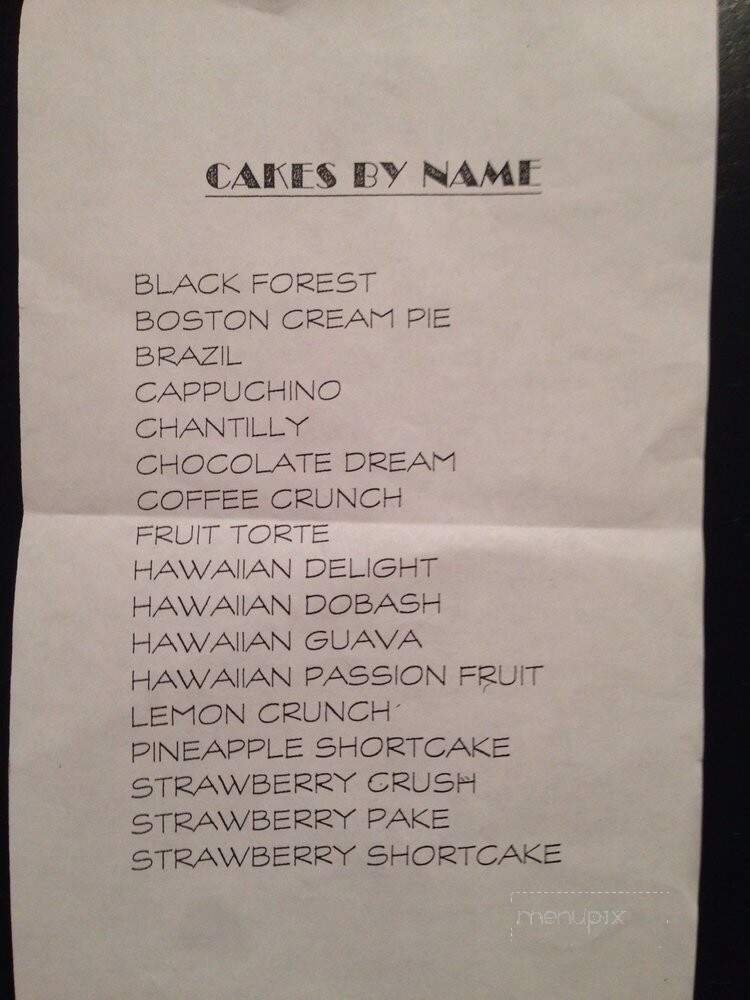 CAKES BY NAME
BLACK FOREST
BOSTON CREAM PIE
BRAZIL
CAPPUCHINO
CHANTILLY
CHOCOLATE DREAM
COFFEE CRUNCH
FRUIT TORTE
HAWAIIAN DELIGHT
HAWAIIAN DOBASH
HAWAIIAN GUAVA
HAWAIIAN PASSION FRUIT
LEMON CRUNCH
PINEAPPLE SHORTCAKE
STRAWBERRY CRUSH
STRAWBERRY PAKE
STRAWBERRY SHORTCAKE
menupix